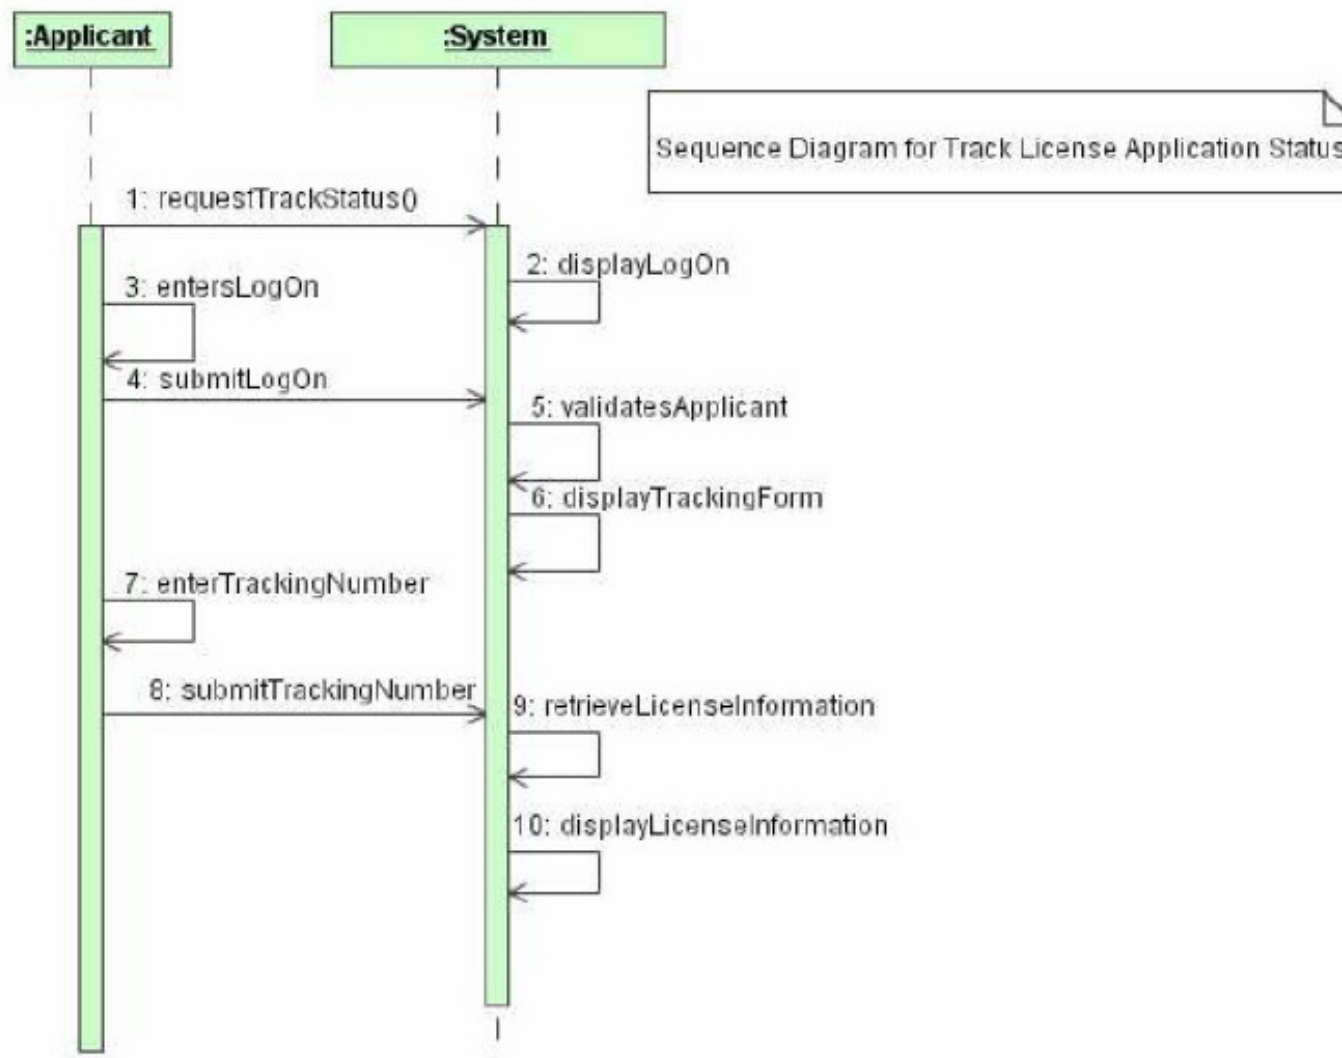 :Applicant
:System
Sequence Diagram for Track License Application Status
1: requestTrackStatus()
2: displayLogOn
3: entersLogOn
4: submitLogOn
5: validatesApplicant
6: displayTrackingForm
7: enterTrackingNumber
8: submitTrackingNumber
9: retrieveLicenseInformation
10: displayLicenseInformation